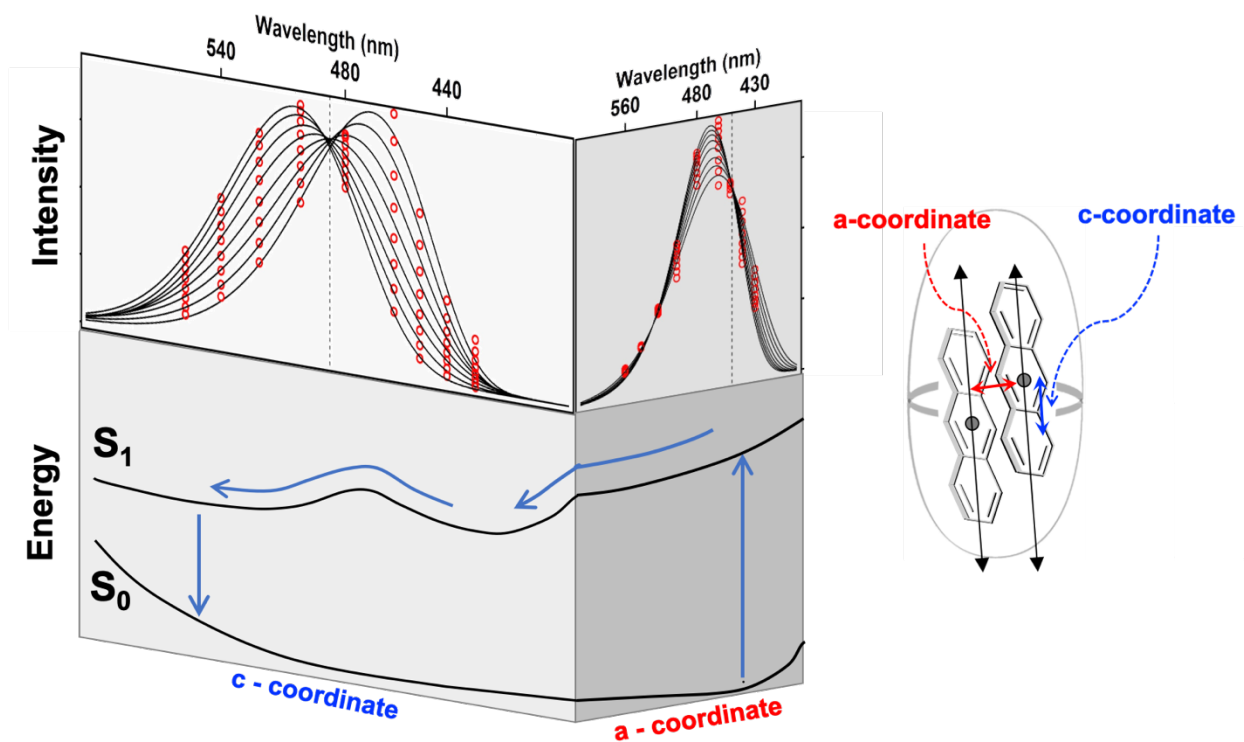 Wavelength (nm)
540
480
440
Wavelength (nm)
560
480
430
Intensity
a-coordinate
c-coordinate
Energy
S1
S0
c - coordinate
a - coordinate